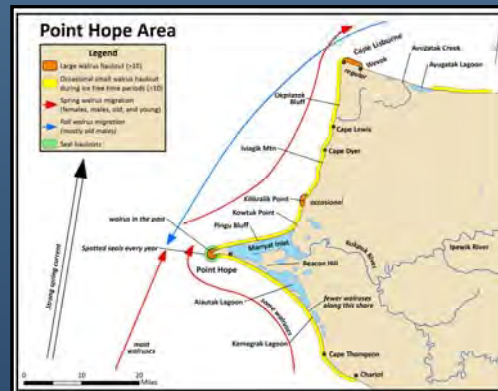 Point Hope Area
Legend
Large walrus haulout (>10)
Occasional small walrus haulout
during ice free time periods (<10)
Spring walrus migration
(females, males, old, and young)
Fall walrus migration
(mostly old males)
Seal haulouts
Cape Lisburne
Wevok
regular
Ayugatak Lagoon
Cape Lewis
Cape Dyer
Iviagik Mtn
Kilikralik Point
occasional
Kowtuk Point
Pingu Bluff
walrus in the past
Spotted seals every year
Marryat Inlet
Point Hope
Beacon Hill
Kukpuk River
Ipewik River
Strong spring current
Aiautak Lagoon
some walruses
fewer walruses
along this shore
most
walruses
Kemegrak Lagoon
Cape Thompson
Chariot
0 10 20
Miles